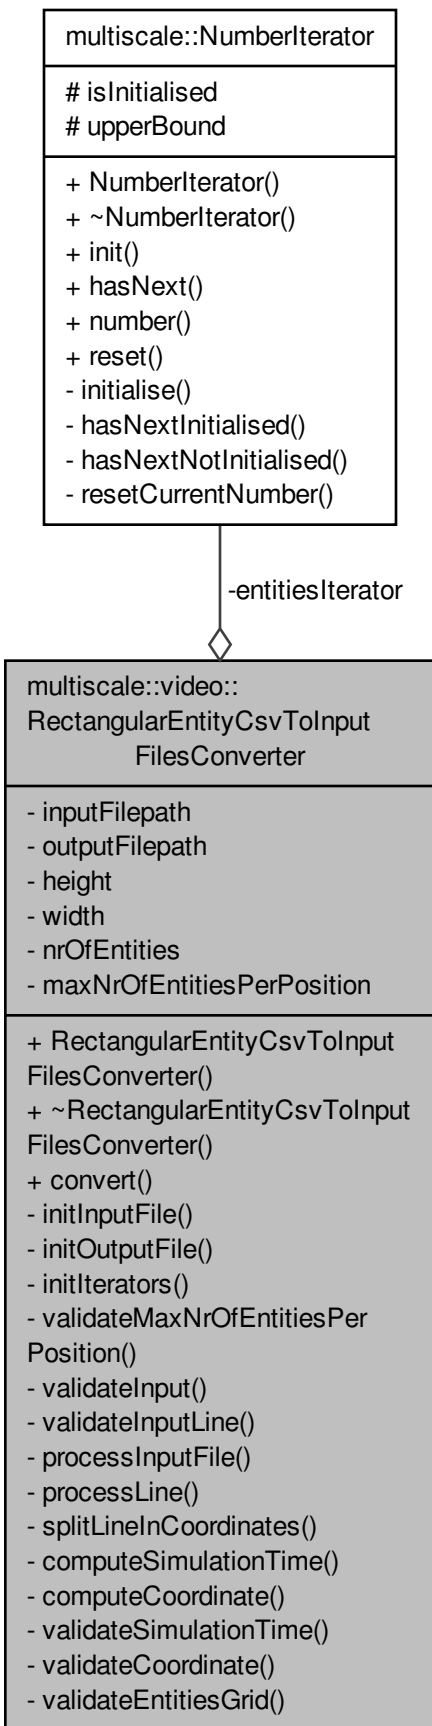 multiscale::NumberIterator
# isInitialised
# upperBound
+ NumberIterator()
+ ~NumberIterator()
+ init()
+ hasNext()
+ number()
+ reset()
- initialise()
- hasNextInitialised()
- hasNextNotInitialised()
- resetCurrentNumber()
-entitiesIterator
multiscale::video::
RectangularEntityCsvToInput
FilesConverter
- inputFilepath
- outputFilepath
- height
- width
- nrOfEntities
- maxNrOfEntitiesPerPosition
+ RectangularEntityCsvToInput
FilesConverter()
+ ~RectangularEntityCsvToInput
FilesConverter()
+ convert()
- initInputFile()
- initOutputFile()
- initIterators()
- validateMaxNrOfEntitiesPer
Position()
- validateInput()
- validateInputLine()
- processInputFile()
- processLine()
- splitLineInCoordinates()
- computeSimulationTime()
- computeCoordinate()
- validateSimulationTime()
- validateCoordinate()
- validateEntitiesGrid()